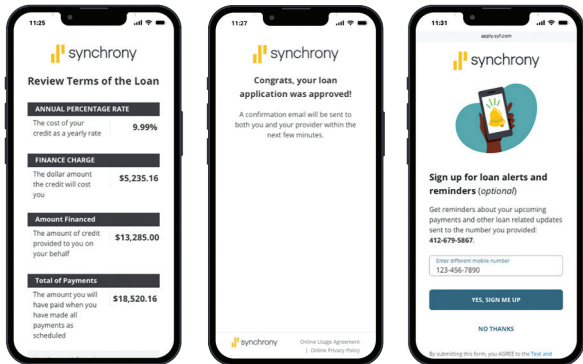 11:25
synchrony
Review Terms of the Loan
ANNUAL PERCENTAGE RATE
The cost of your
credit as a yearly rate
9.99%
FINANCE CHARGE
The dollar amount
the credit will cost
you
$5,235.16
Amount Financed
The amount of credit
provided to you on
your behalf
$13,285.00
Total of Payments
The amount you will
have paid when you
have made all
payments as
scheduled
$18,520.16
11:27
synchrony
Congrats, your loan
application was approved!
A confirmation email will be sent to
both you and your provider within the
next few minutes.
synchrony
Online Usage Agreement
| Online Privacy Policy
11:31
apply.syf.com
synchrony
Sign up for loan alerts and
reminders (optional)
Get reminders about your upcoming
payments and other loan related updates
sent to the number you provided:
412-679-5867.
Enter different mobile number
123-456-7890
YES, SIGN ME UP
NO THANKS
By submitting this form, you AGREE to the Text and